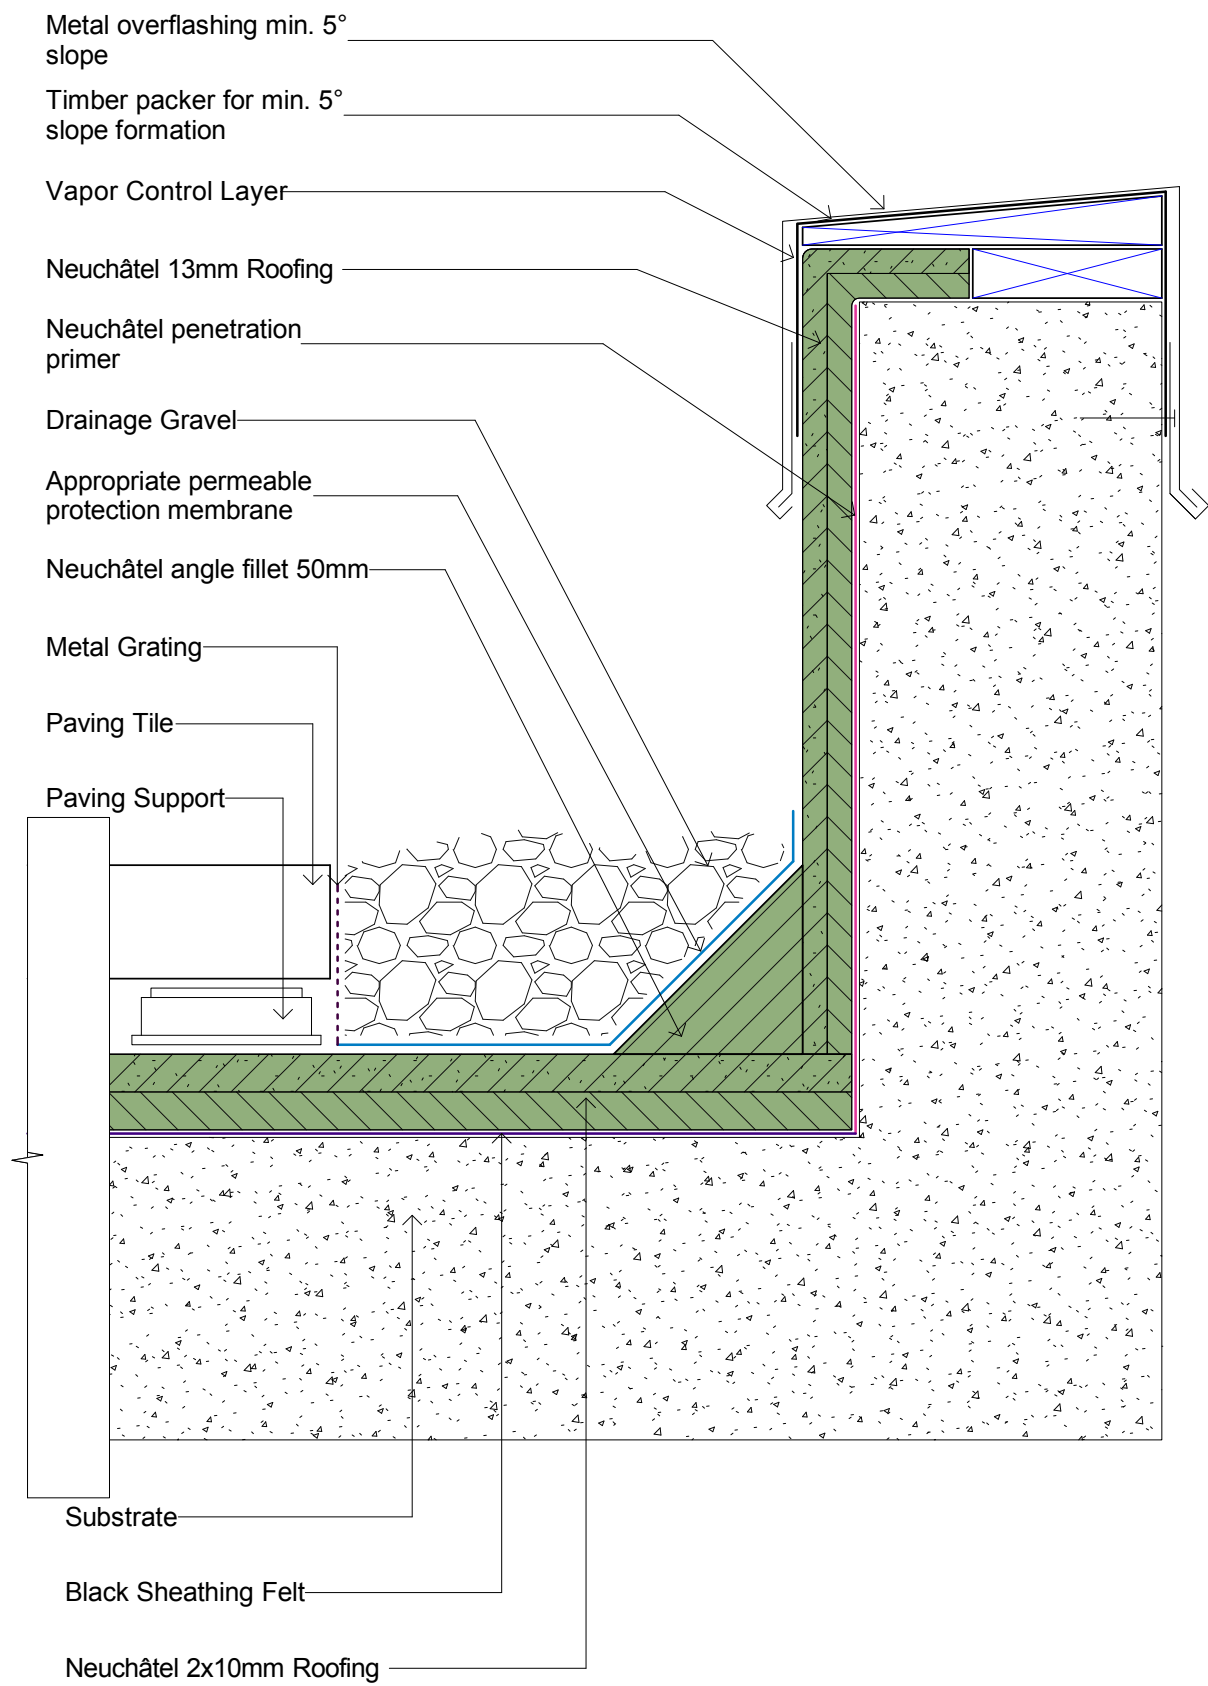 Metal overflashing min. 5°
slope
Timber packer for min. 5°
slope formation
Vapor Control Layer
Neuchâtel 13mm Roofing
Neuchâtel penetration
primer
Drainage Gravel
Appropriate permeable
protection membrane
Neuchâtel angle fillet 50mm
Metal Grating
Paving Tile
Paving Support
Substrate
Black Sheathing Felt
Neuchâtel 2x10mm Roofing